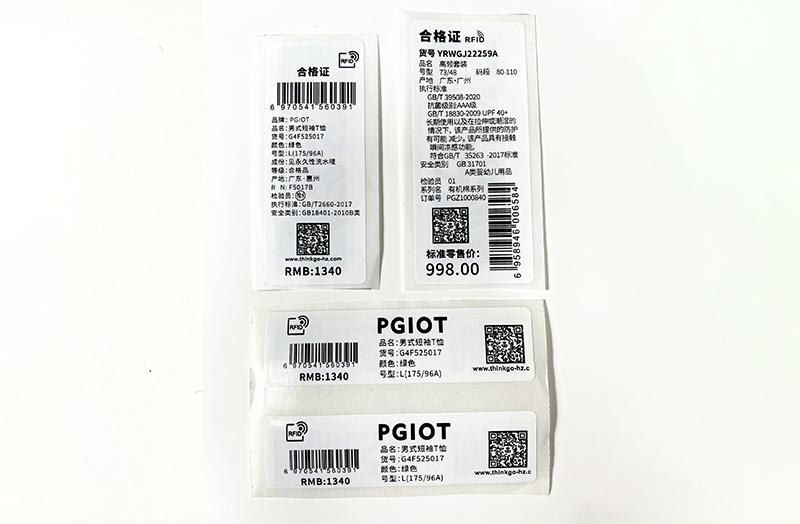 RFID
合格证
6 970541 560391
品牌: PGIOT
品名:男式短袖T恤
货号:G4F525017
颜色:绿色
号型:L(175/96A)
成份:见永久性洗水唛
等级:合格品
产地:广东·惠州
R N: F5017B
检验员:
执行标准:GB/T2660-2017
安全类别:GB18401-2010B类
www.thinkgo-hz.com
RMB:1340
合格证 RFID
货号 YRWGJ22259A
品名 高领套装
号型 73/48 码段 80-110
产地 广东·广州
执行标准
GB/T 39508-2020
抗菌级别AAA级
GB/T 18830-2009 UPF 40+
长期使用以及在拉伸或潮湿的
情况下，该产品所提供的防护
有可能 减少。该产品具有接触
瞬间凉感功能。
符合GB/T 35263 -2017标准
安全类别 GB 31701
A类婴幼儿用品
检验员 01
系列名 有机棉系列
订单号 PGZ1000840
标准零售价:
998.00
6 958946 006584
RFID
PGIOT
品名:男式短袖T恤
货号:G4F525017
颜色:绿色
号型:L(175/96A)
6 970541 560391
RMB:1340
www.thinkgo-hz.c
RFID
PGIOT
品名:男式短袖T恤
货号:G4F525017
颜色:绿色
号型:L(175/96A)
6 970541 560391
RMB:1340
www.thinkgo-hz.c